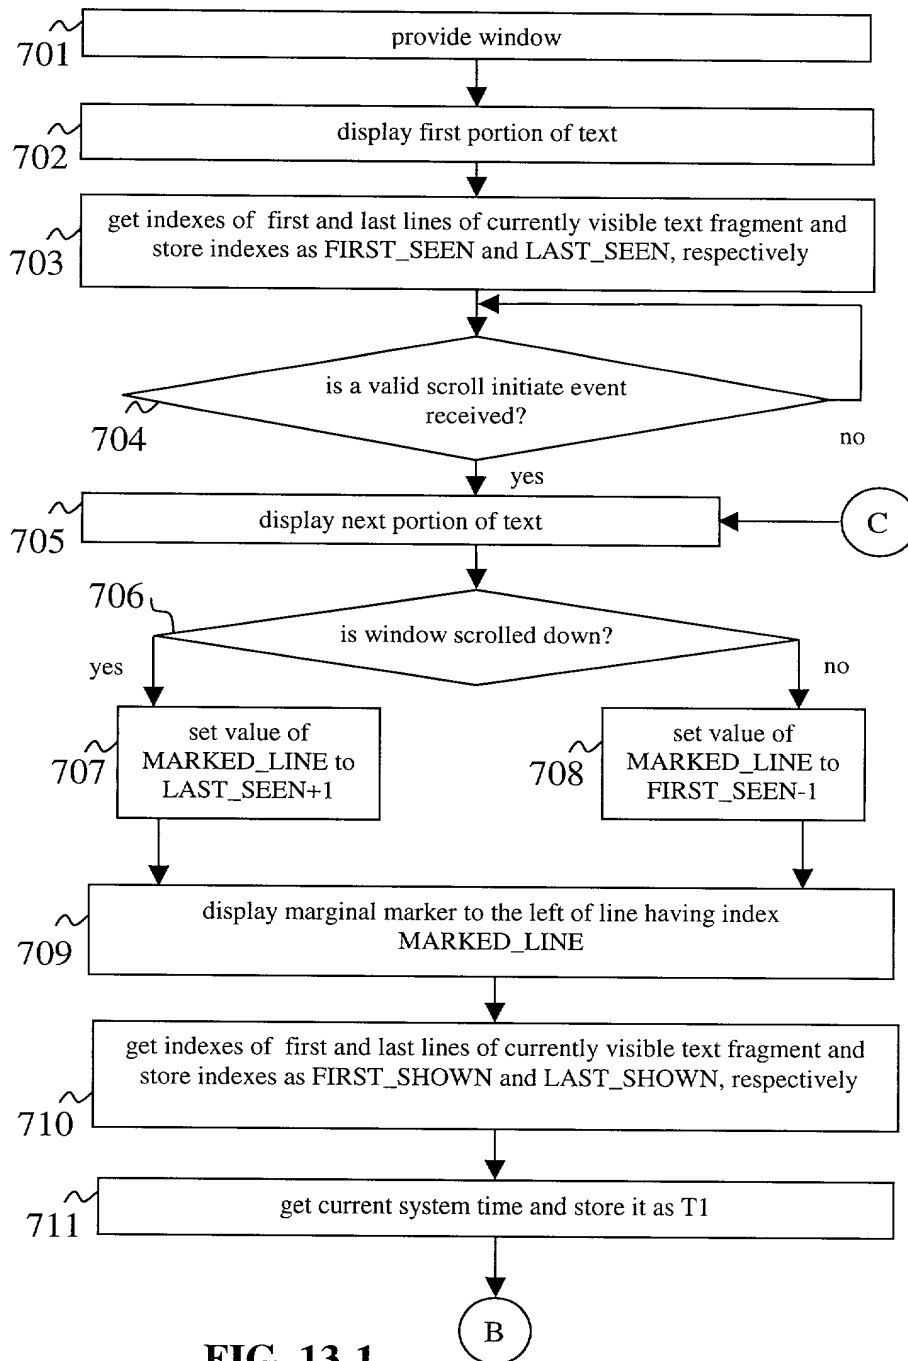 701
provide window
702
display first portion of text
703
get indexes of first and last lines of currently visible text fragment and
store indexes as FIRST_SEEN and LAST_SEEN, respectively
704
is a valid scroll initiate event
received?
no
yes
705
display next portion of text
C
706
is window scrolled down?
yes
no
707
set value of
MARKED_LINE to
LAST_SEEN+1
708
set value of
MARKED_LINE to
FIRST_SEEN-1
709
display marginal marker to the left of line having index
MARKED_LINE
710
get indexes of first and last lines of currently visible text fragment and
store indexes as FIRST_SHOWN and LAST_SHOWN, respectively
711
get current system time and store it as T1
B
FIG. 13.1